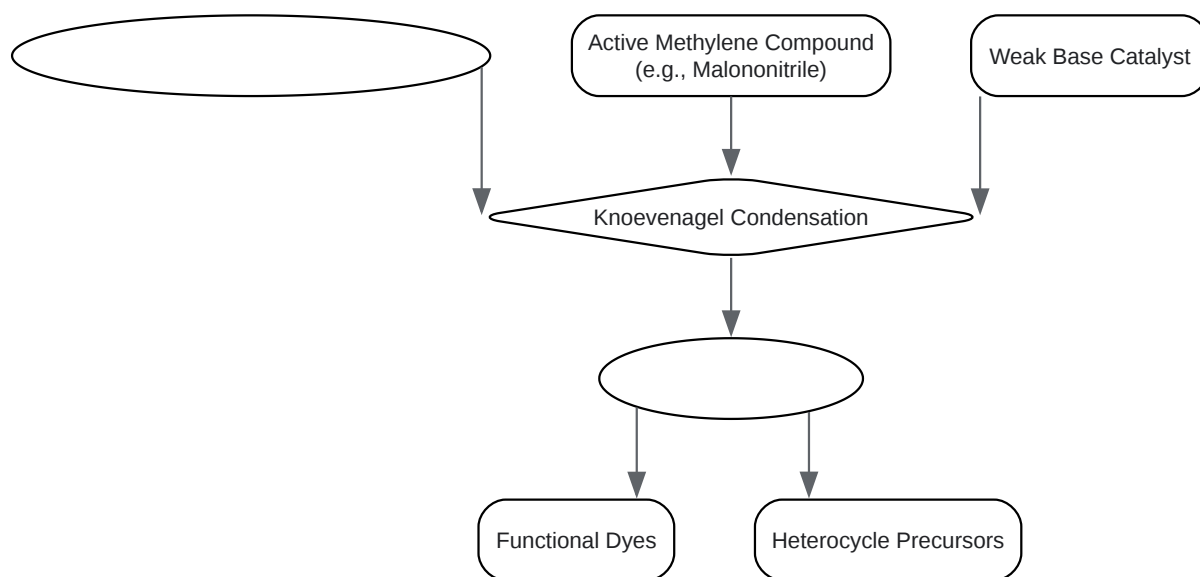 Active Methylene Compound
(e.g., Malononitrile)
Weak Base Catalyst
Knoevenagel Condensation
Functional Dyes
Heterocycle Precursors